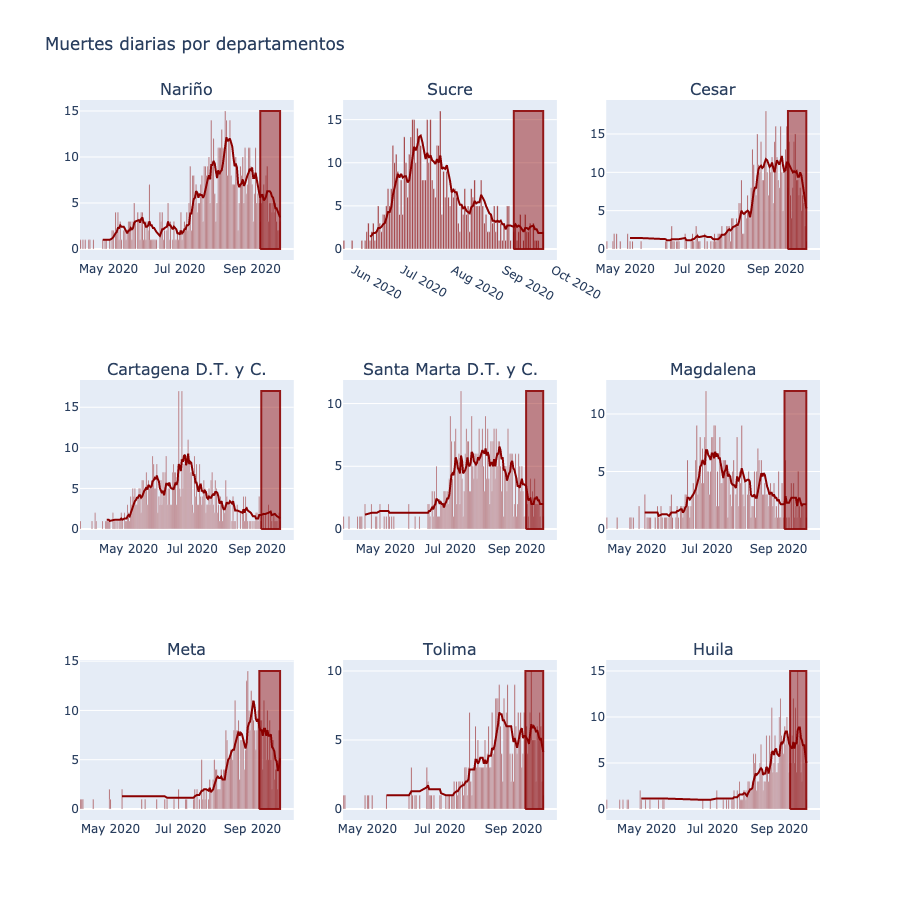 Muertes diarias por departamentos
Nariño
Sucre
Cesar
15
10
5
0
May 2020 Jul 2020 Sep 2020
15
10
5
0
Jun 2020 Jul 2020 Aug 2020 Sep 2020 Oct 2020
15
10
5
0
May 2020 Jul 2020 Sep 2020
Cartagena D.T. y C.
Santa Marta D.T. y C.
Magdalena
15
10
5
0
May 2020 Jul 2020 Sep 2020
10
5
0
May 2020 Jul 2020 Sep 2020
10
5
0
May 2020 Jul 2020 Sep 2020
Meta
Tolima
Huila
15
10
5
0
May 2020 Jul 2020 Sep 2020
10
5
0
May 2020 Jul 2020 Sep 2020
15
10
5
0
May 2020 Jul 2020 Sep 2020